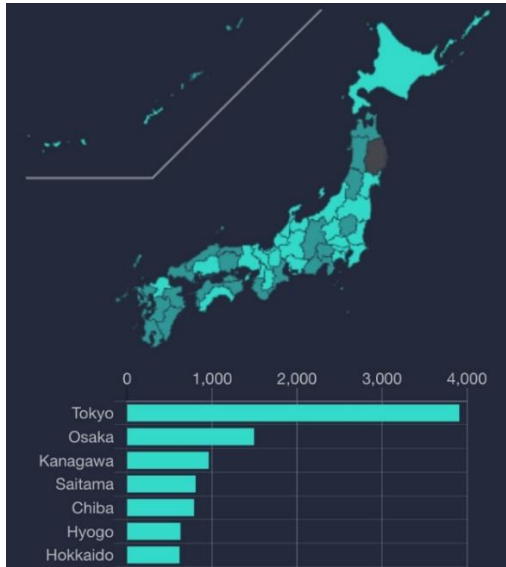 0 1,000 2,000 3,000 4,000
Tokyo
Osaka
Kanagawa
Saitama
Chiba
Hyogo
Hokkaido